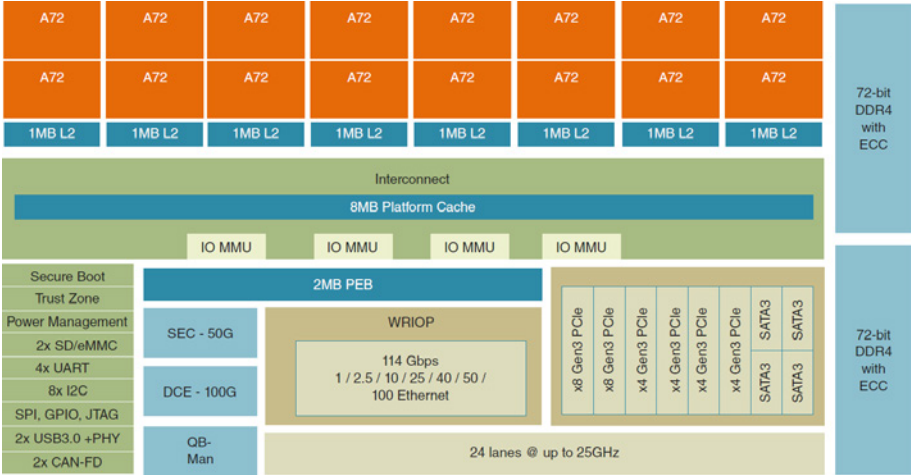 A72 A72 A72 A72 A72 A72 A72 A72
A72 A72 A72 A72 A72 A72 A72 A72
1MB L2 1MB L2 1MB L2 1MB L2 1MB L2 1MB L2 1MB L2 1MB L2
72-bit
DDR4
with
ECC
Interconnect
8MB Platform Cache
IO MMU IO MMU IO MMU IO MMU
Secure Boot
Trust Zone
Power Management
2x SD/eMMC
4x UART
8x I2C
SPI, GPIO, JTAG
2x USB3.0 +PHY
2x CAN-FD
2MB PEB
SEC - 50G
DCE - 100G
QB-
Man
WRIOP
114 Gbps
1 / 2.5 / 10 / 25 / 40 / 50 /
100 Ethernet
x8 Gen3 PCIe
x8 Gen3 PCIe
x4 Gen3 PCIe
x4 Gen3 PCIe
x4 Gen3 PCIe
x4 Gen3 PCIe
SATA3
SATA3
SATA3
SATA3
24 lanes @ up to 25GHz
72-bit
DDR4
with
ECC